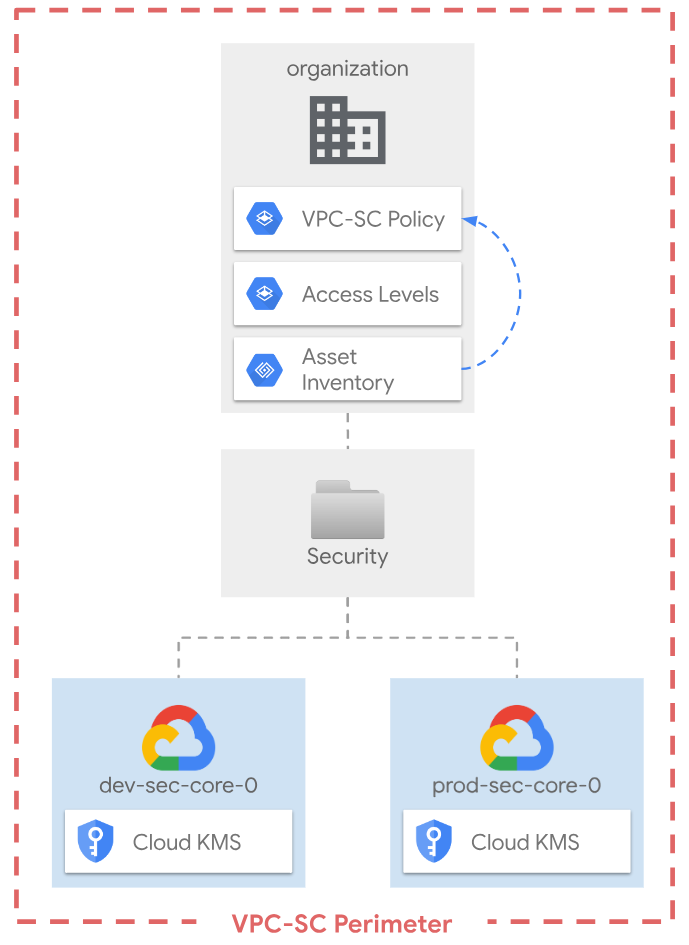 organization
VPC-SC Policy
Access Levels
Asset
Inventory
Security
dev-sec-core-0
prod-sec-core-0
Cloud KMS
Cloud KMS
VPC-SC Perimeter